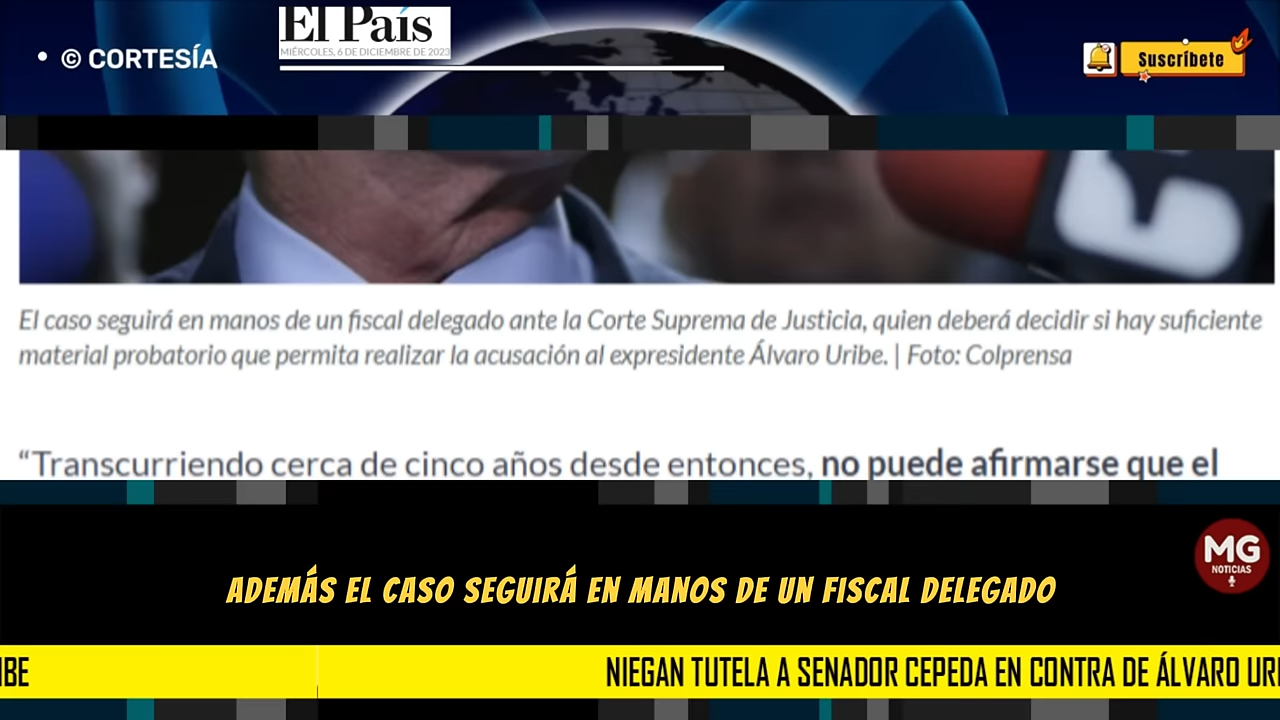 El País
MIÉRCOLES, 6 DE DICIEMBRE DE 2023
• © CORTESÍA
Suscríbete
El caso seguirá en manos de un fiscal delegado ante la Corte Suprema de Justicia, quien deberá decidir si hay suficiente
material probatorio que permita realizar la acusación al expresidente Álvaro Uribe. | Foto: Colprensa
“Transcurriendo cerca de cinco años desde entonces, no puede afirmarse que el
MG
NOTICIAS
ADEMÁS EL CASO SEGUIRÁ EN MANOS DE UN FISCAL DELEGADO
IBE
NIEGAN TUTELA A SENADOR CEPEDA EN CONTRA DE ÁLVARO URI